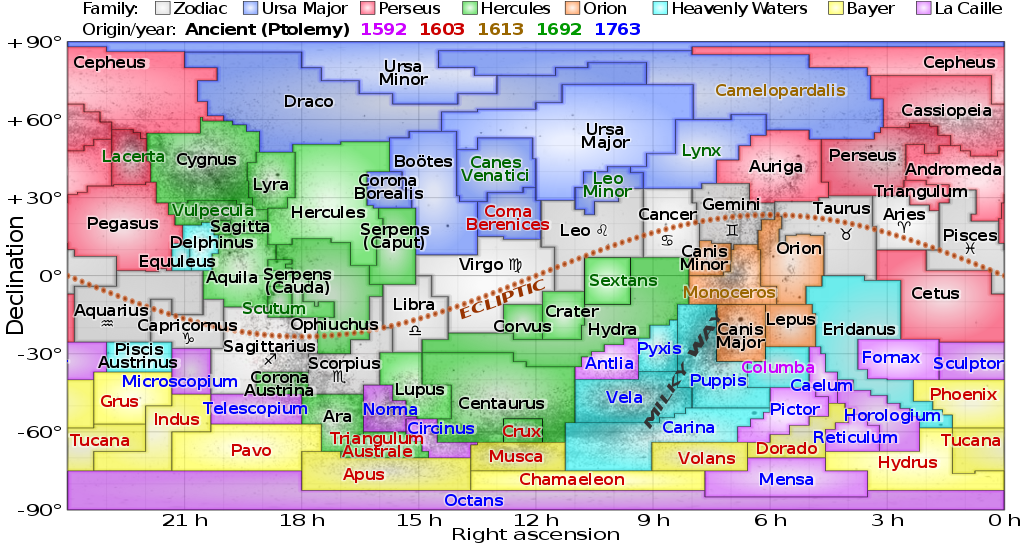 Family: Zodiac Ursa Major Perseus Hercules Orion Heavenly Waters Bayer La Caille
Origin/year: Ancient (Ptolemy) 1592 1603 1613 1692 1763
+90°
Cepheus
Ursa
Minor
Cepheus
Draco
Camelopardalis
Cassiopeia
+60°
Lacerta
Cygnus
Boötes
Canes
Venatici
Ursa
Major
Lynx
Auriga
Perseus
Andromeda
Lyra
Corona
Borealis
Leo
Minor
Triangulum
+30°
Pegasus
Vulpecula
Sagitta
Hercules
Coma
Berenices
Cancer
♋
Gemini
♊
Taurus
♉
Aries
♈
Delphinus
Serpens
(Caput)
Leo ♌
Orion
Pisces
♓
Equuleus
Virgo ♍
Canis
Minor
0°
Aquila
Serpens
(Cauda)
ECLIPTIC
Sextans
Monoceros
Cetus
Aquarius
♒
Scutum
Libra
♎
Crater
Capricornus
♑
Ophiuchus
Corvus
Hydra
Canis
Major
Lepus
Eridanus
-30°
Piscis
Austrinus
Sagittarius
♐
Scorpius
♏
Antlia
Pyxis
MILKY WAY
Columba
Fornax
Sculptor
Microscopium
Corona
Austrina
Lupus
Puppis
Caelum
Grus
Telescopium
Ara
Norma
Centaurus
Vela
Pictor
Horologium
Phoenix
Indus
Circinus
Crux
Carina
-60°
Tucana
Pavo
Triangulum
Australe
Musca
Volans
Dorado
Reticulum
Hydrus
Tucana
Apus
Chamaeleon
Mensa
Octans
-90°
21 h 18 h 15 h 12 h 9 h 6 h 3 h 0 h
Right ascension
Declination